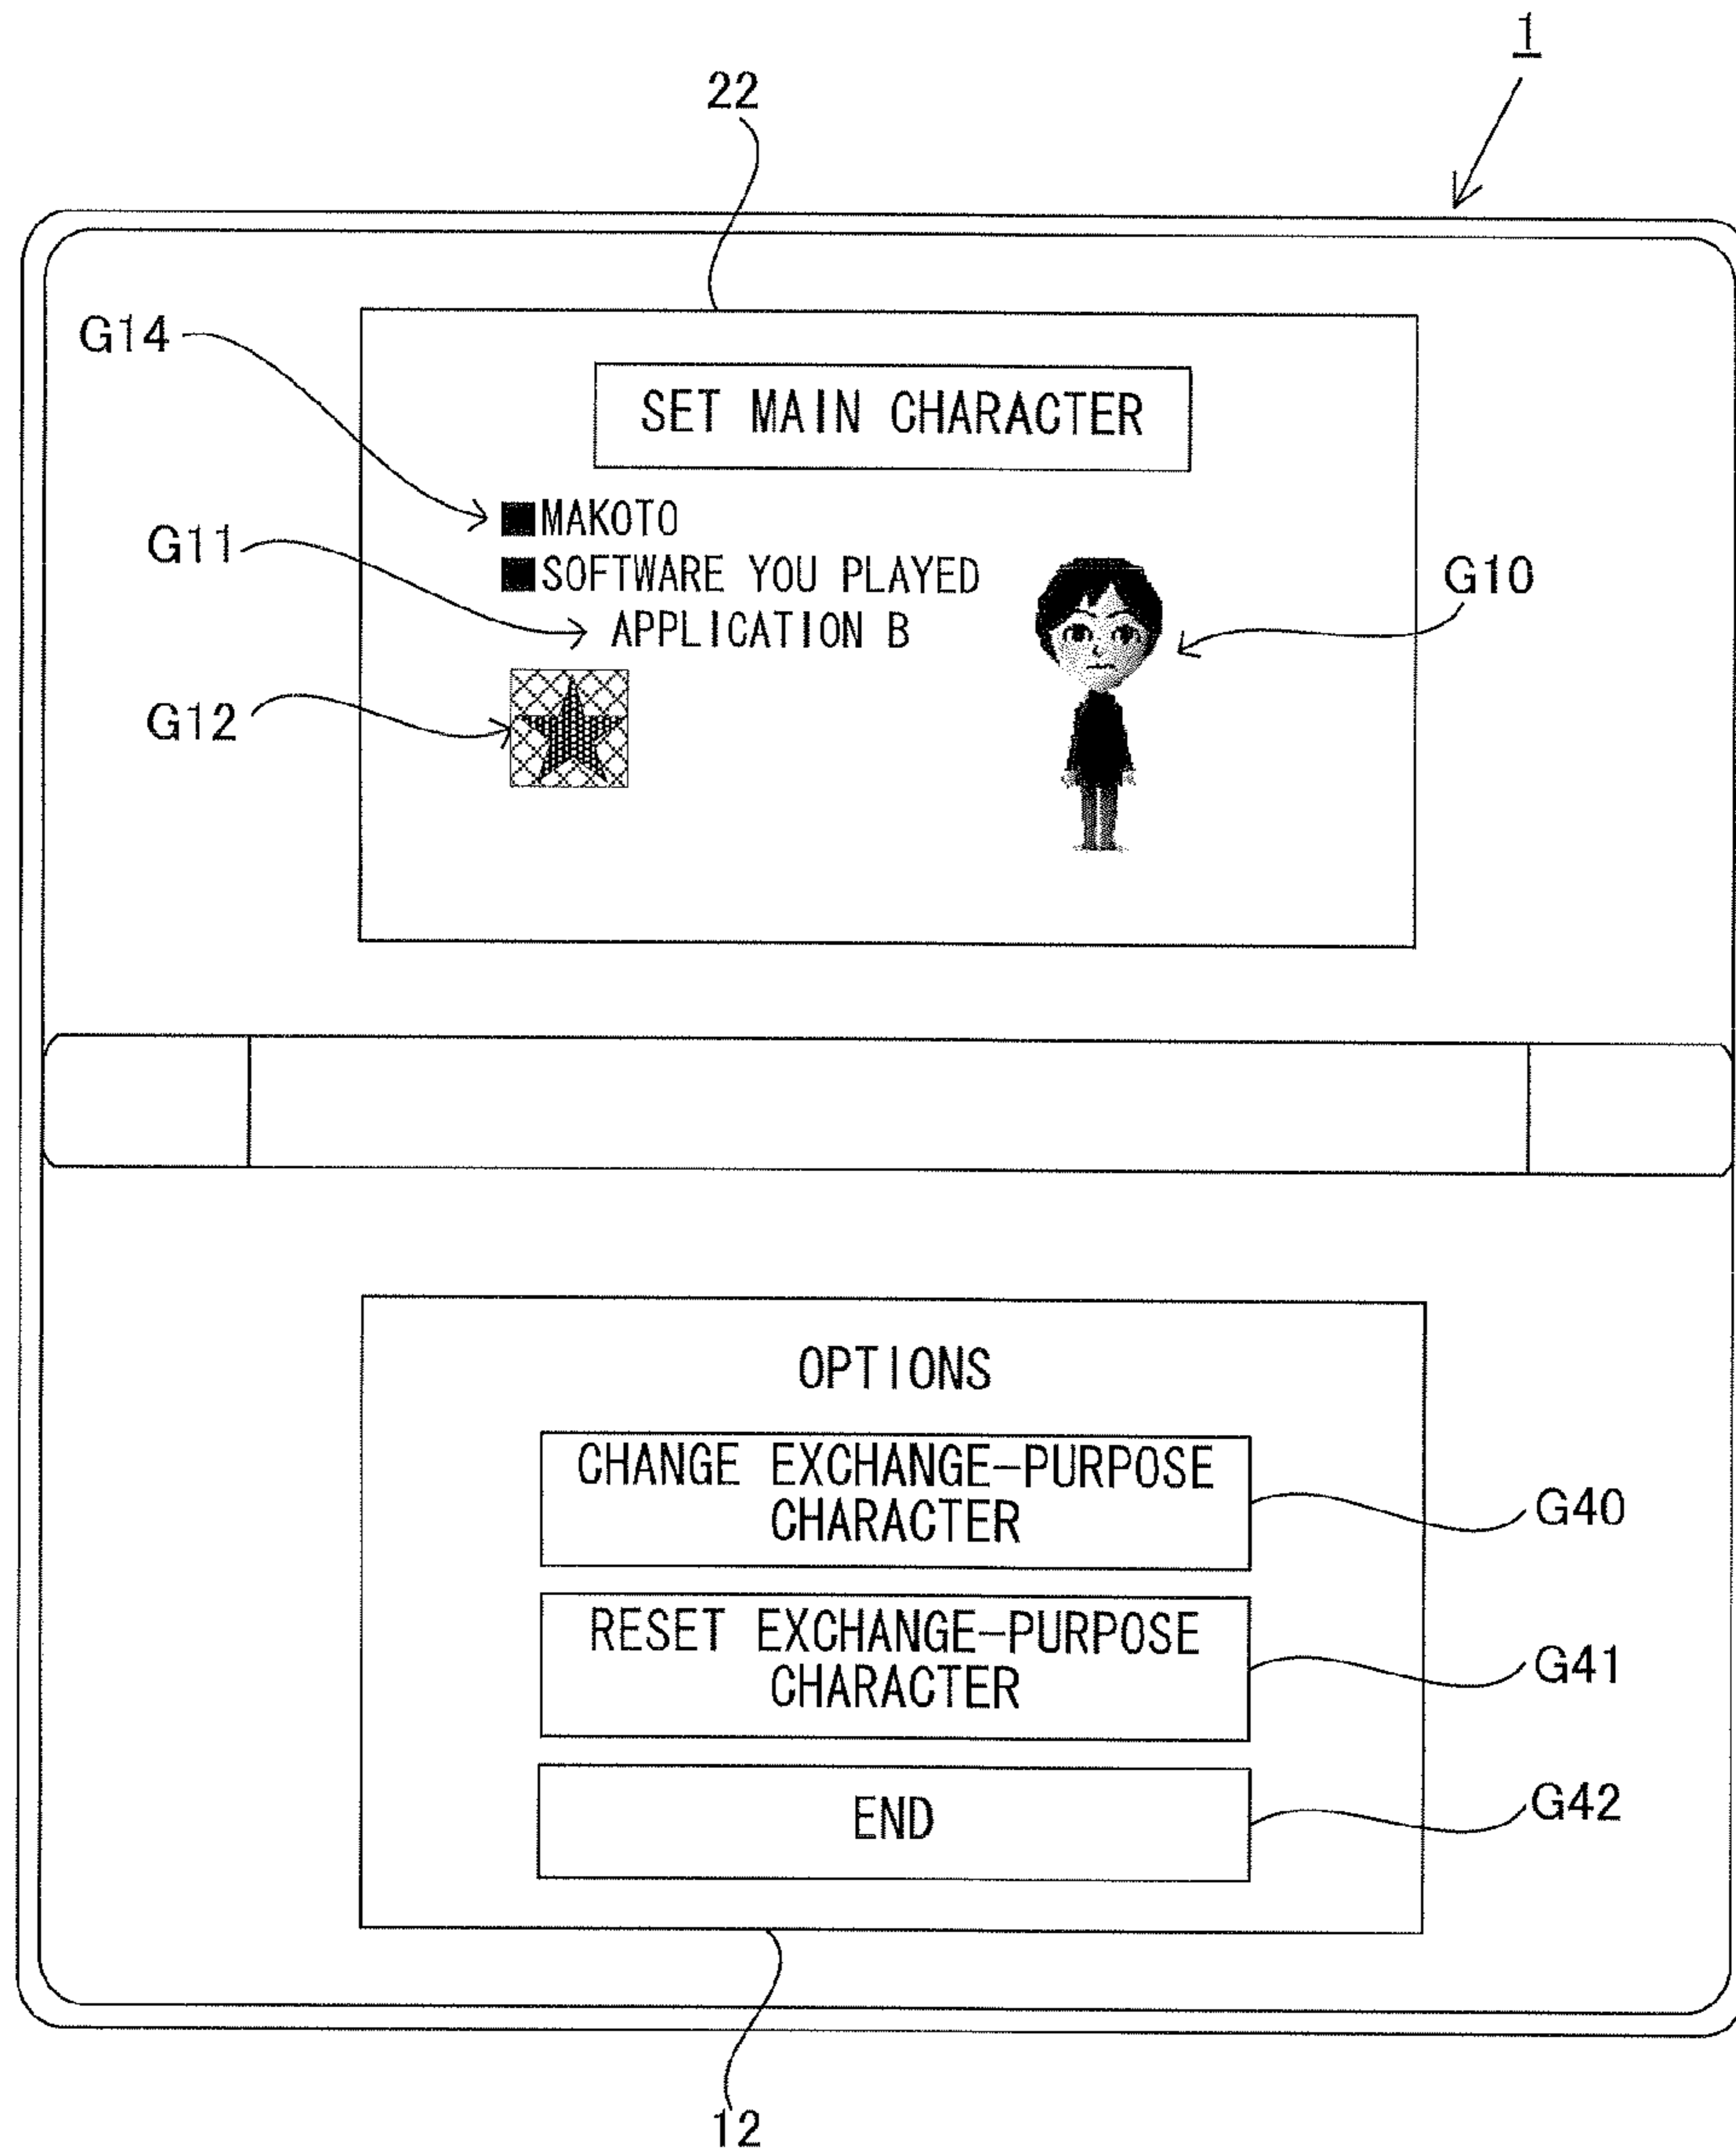 1
22
G14
SET MAIN CHARACTER
■MAKOTO
G11
■SOFTWARE YOU PLAYED
G10
APPLICATION B
G12
OPTIONS
CHANGE EXCHANGE-PURPOSE
CHARACTER
G40
RESET EXCHANGE-PURPOSE
CHARACTER
G41
END
G42
12